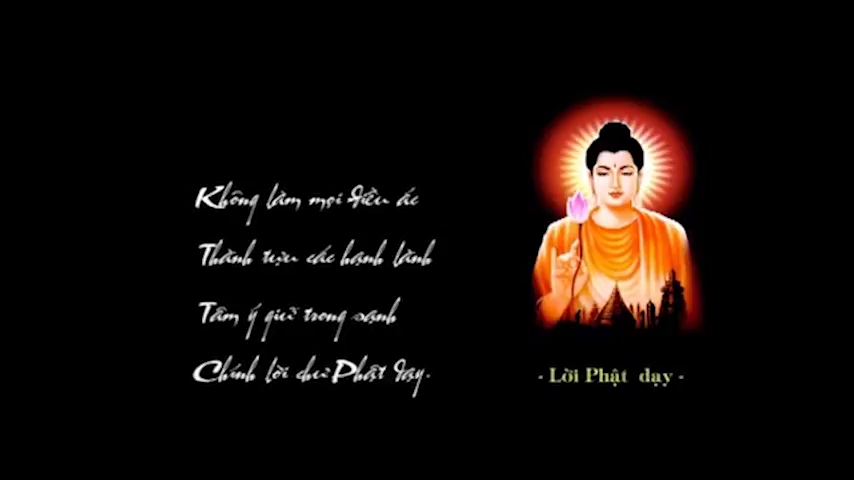 Không làm mọi điều ác
Thành tựu các hạnh lành
Tâm ý giữ trong sạnh
Chính lời chư Phật dạy.
- Lời Phật dạy -